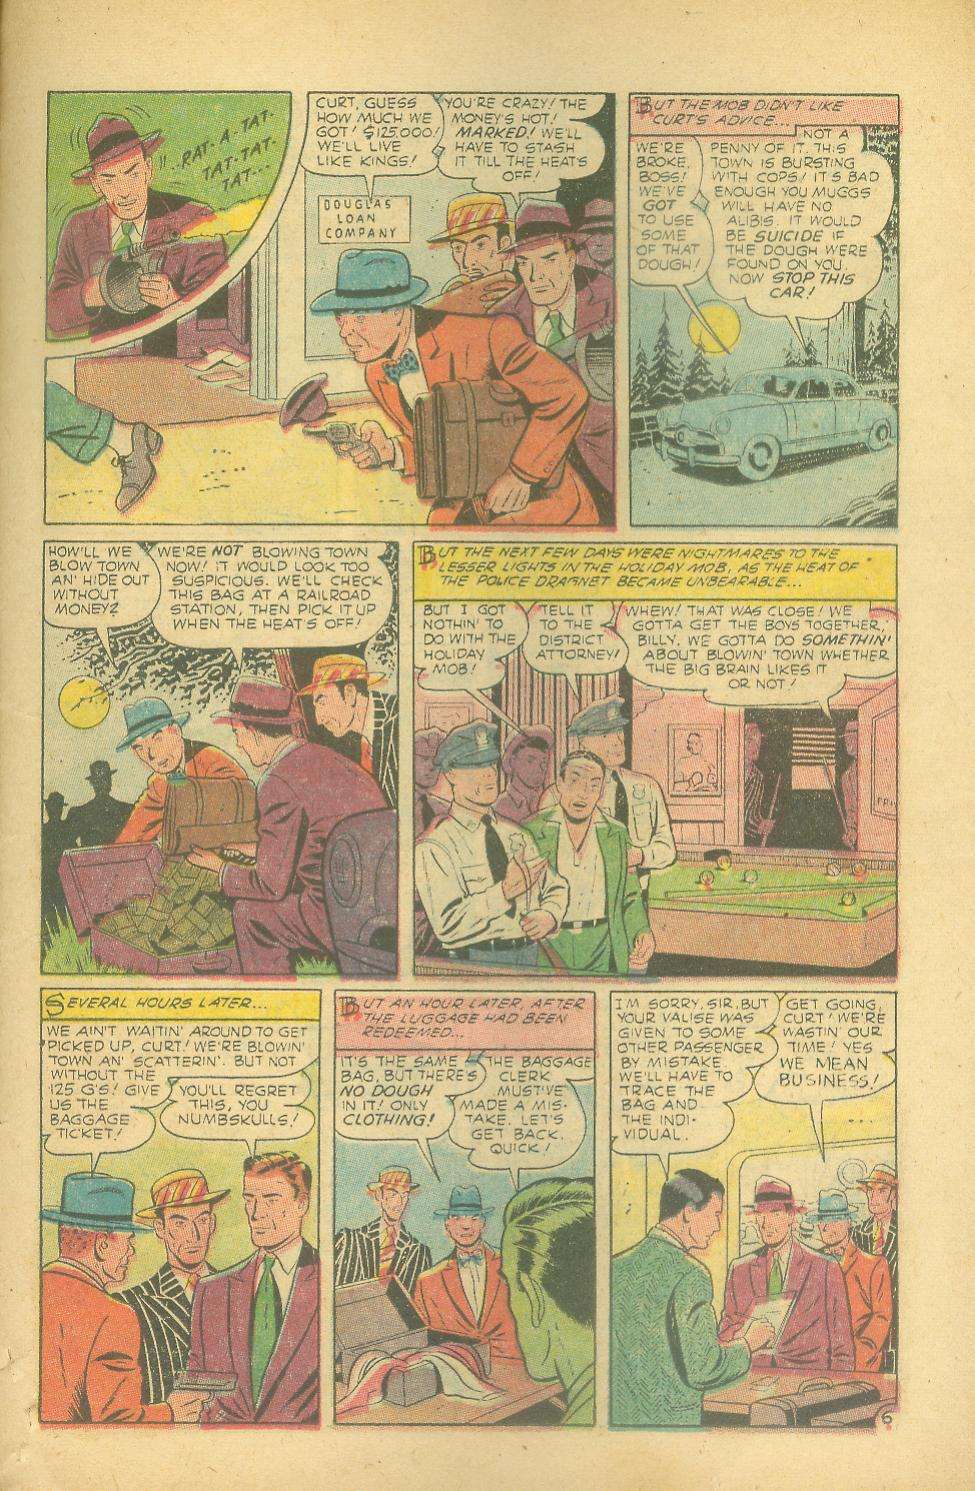 RAT-A-TAT-
TAT-TAT-
TAT...
CURT, GUESS
HOW MUCH WE
GOT! $125,000!
WE'LL LIVE
LIKE KINGS!
YOU'RE CRAZY! THE
MONEY'S HOT!
MARKED! WE'LL
HAVE TO STASH
IT TILL THE HEAT'S
OFF!
DOUGLAS
LOAN
COMPANY
BUT THE MOB DIDN'T LIKE
CURT'S ADVICE...
WE'RE
BROKE,
BOSS!
WE'VE
GOT
TO USE
SOME
OF THAT
DOUGH!
NOT A
PENNY OF IT. THIS
TOWN IS BURSTING
WITH COPS! IT'S BAD
ENOUGH YOU MUGGS
WILL HAVE NO
ALIBIS. IT WOULD
BE SUICIDE IF
THE DOUGH WERE
FOUND ON YOU.
NOW STOP THIS
CAR!
HOW'LL WE
BLOW TOWN
AN' HIDE OUT
WITHOUT
MONEY?
WE'RE NOT BLOWING TOWN
NOW! IT WOULD LOOK TOO
SUSPICIOUS. WE'LL CHECK
THIS BAG AT A RAILROAD
STATION, THEN PICK IT UP
WHEN THE HEAT'S OFF!
BUT THE NEXT FEW DAYS WERE NIGHTMARES TO THE
LESSER LIGHTS IN THE HOLIDAY MOB, AS THE HEAT OF
THE POLICE DRAGNET BECAME UNBEARABLE...
BUT I GOT
NOTHIN' TO
DO WITH THE
HOLIDAY
MOB!
TELL IT
TO THE
DISTRICT
ATTORNEY!
WHEW! THAT WAS CLOSE! WE
GOTTA GET THE BOYS TOGETHER,
BILLY. WE GOTTA DO SOMETHIN'
ABOUT BLOWIN' TOWN WHETHER
THE BIG BRAIN LIKES IT
OR NOT!
PRI
SEVERAL HOURS LATER...
WE AIN'T WAITIN' AROUND TO GET
PICKED UP, CURT! WE'RE BLOWIN'
TOWN AN' SCATTERIN'. BUT NOT
WITHOUT THE
125 G'S! GIVE
US THE
BAGGAGE
TICKET!
YOU'LL REGRET
THIS, YOU
NUMBSKULLS!
BUT AN HOUR LATER, AFTER
THE LUGGAGE HAD BEEN
REDEEMED...
IT'S THE SAME
BAG, BUT THERE'S
NO DOUGH
IN IT! ONLY
CLOTHING!
THE BAGGAGE
CLERK
MUST'VE
MADE A MIS-
TAKE. LET'S
GET BACK.
QUICK!
I'M SORRY, SIR, BUT
YOUR VALISE WAS
GIVEN TO SOME
OTHER PASSENGER
BY MISTAKE.
WE'LL HAVE TO
TRACE THE
BAG AND
THE INDI-
VIDUAL.
GET GOING,
CURT! WE'RE
WASTIN' OUR
TIME! YES
WE MEAN
BUSINESS!
...
6